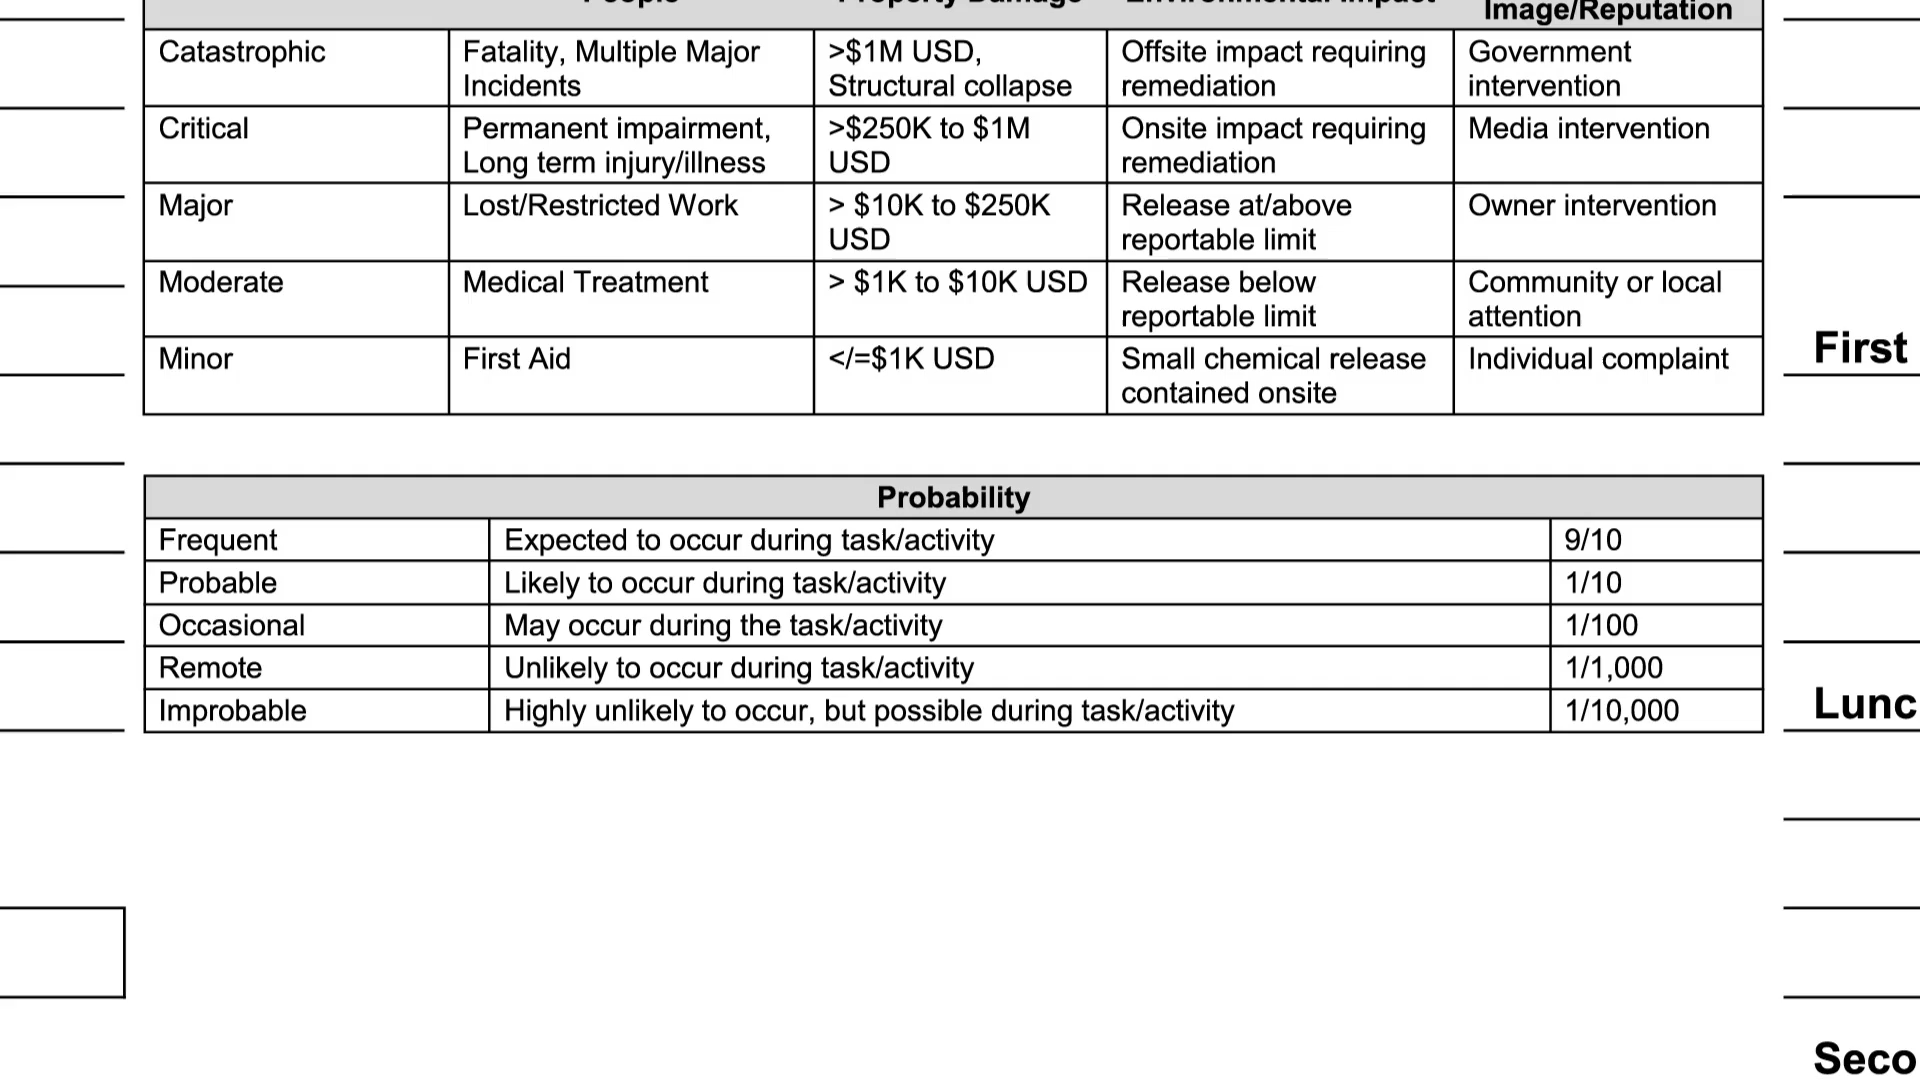 Image/Reputation
Catastrophic
Fatality, Multiple Major
Incidents
>$1M USD,
Structural collapse
Offsite impact requiring
remediation
Government
intervention
Critical
Permanent impairment,
Long term injury/illness
>$250K to $1M
USD
Onsite impact requiring
remediation
Media intervention
Major
Lost/Restricted Work
> $10K to $250K
USD
Release at/above
reportable limit
Owner intervention
Moderate
Medical Treatment
> $1K to $10K USD
Release below
reportable limit
Community or local
attention
Minor
First Aid
</=$1K USD
Small chemical release
contained onsite
Individual complaint
Probability
Frequent
Expected to occur during task/activity
9/10
Probable
Likely to occur during task/activity
1/10
Occasional
May occur during the task/activity
1/100
Remote
Unlikely to occur during task/activity
1/1,000
Improbable
Highly unlikely to occur, but possible during task/activity
1/10,000
First
Lunc
Seco